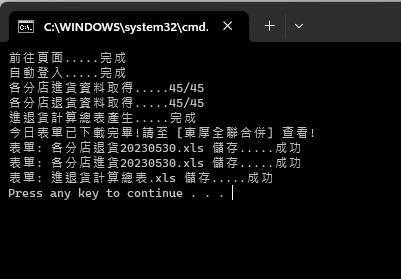 C:\WINDOWS\system32\cmd.
前往頁面.....完成
自動登入.....完成
各分店進貨資料取得.....45/45
各分店退貨資料取得.....45/45
進退貨計算總表產生.....完成
今日表單已下載完畢!請至 [東厚全聯合併] 查看!
表單: 各分店退貨20230530.xls 儲存.....成功
表單: 各分店進貨20230530.xls 儲存.....成功
表單: 進退貨計算總表.xls 儲存.....成功
Press any key to continue . . .